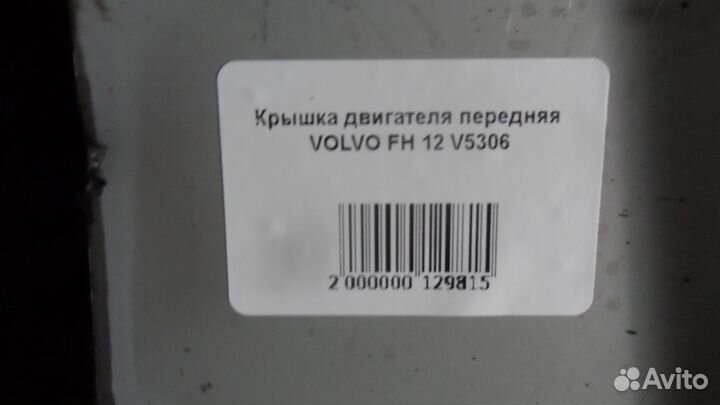 Крышка двигателя передняя
VOLVO FH 12 V5306
2 000000 129815
Avito